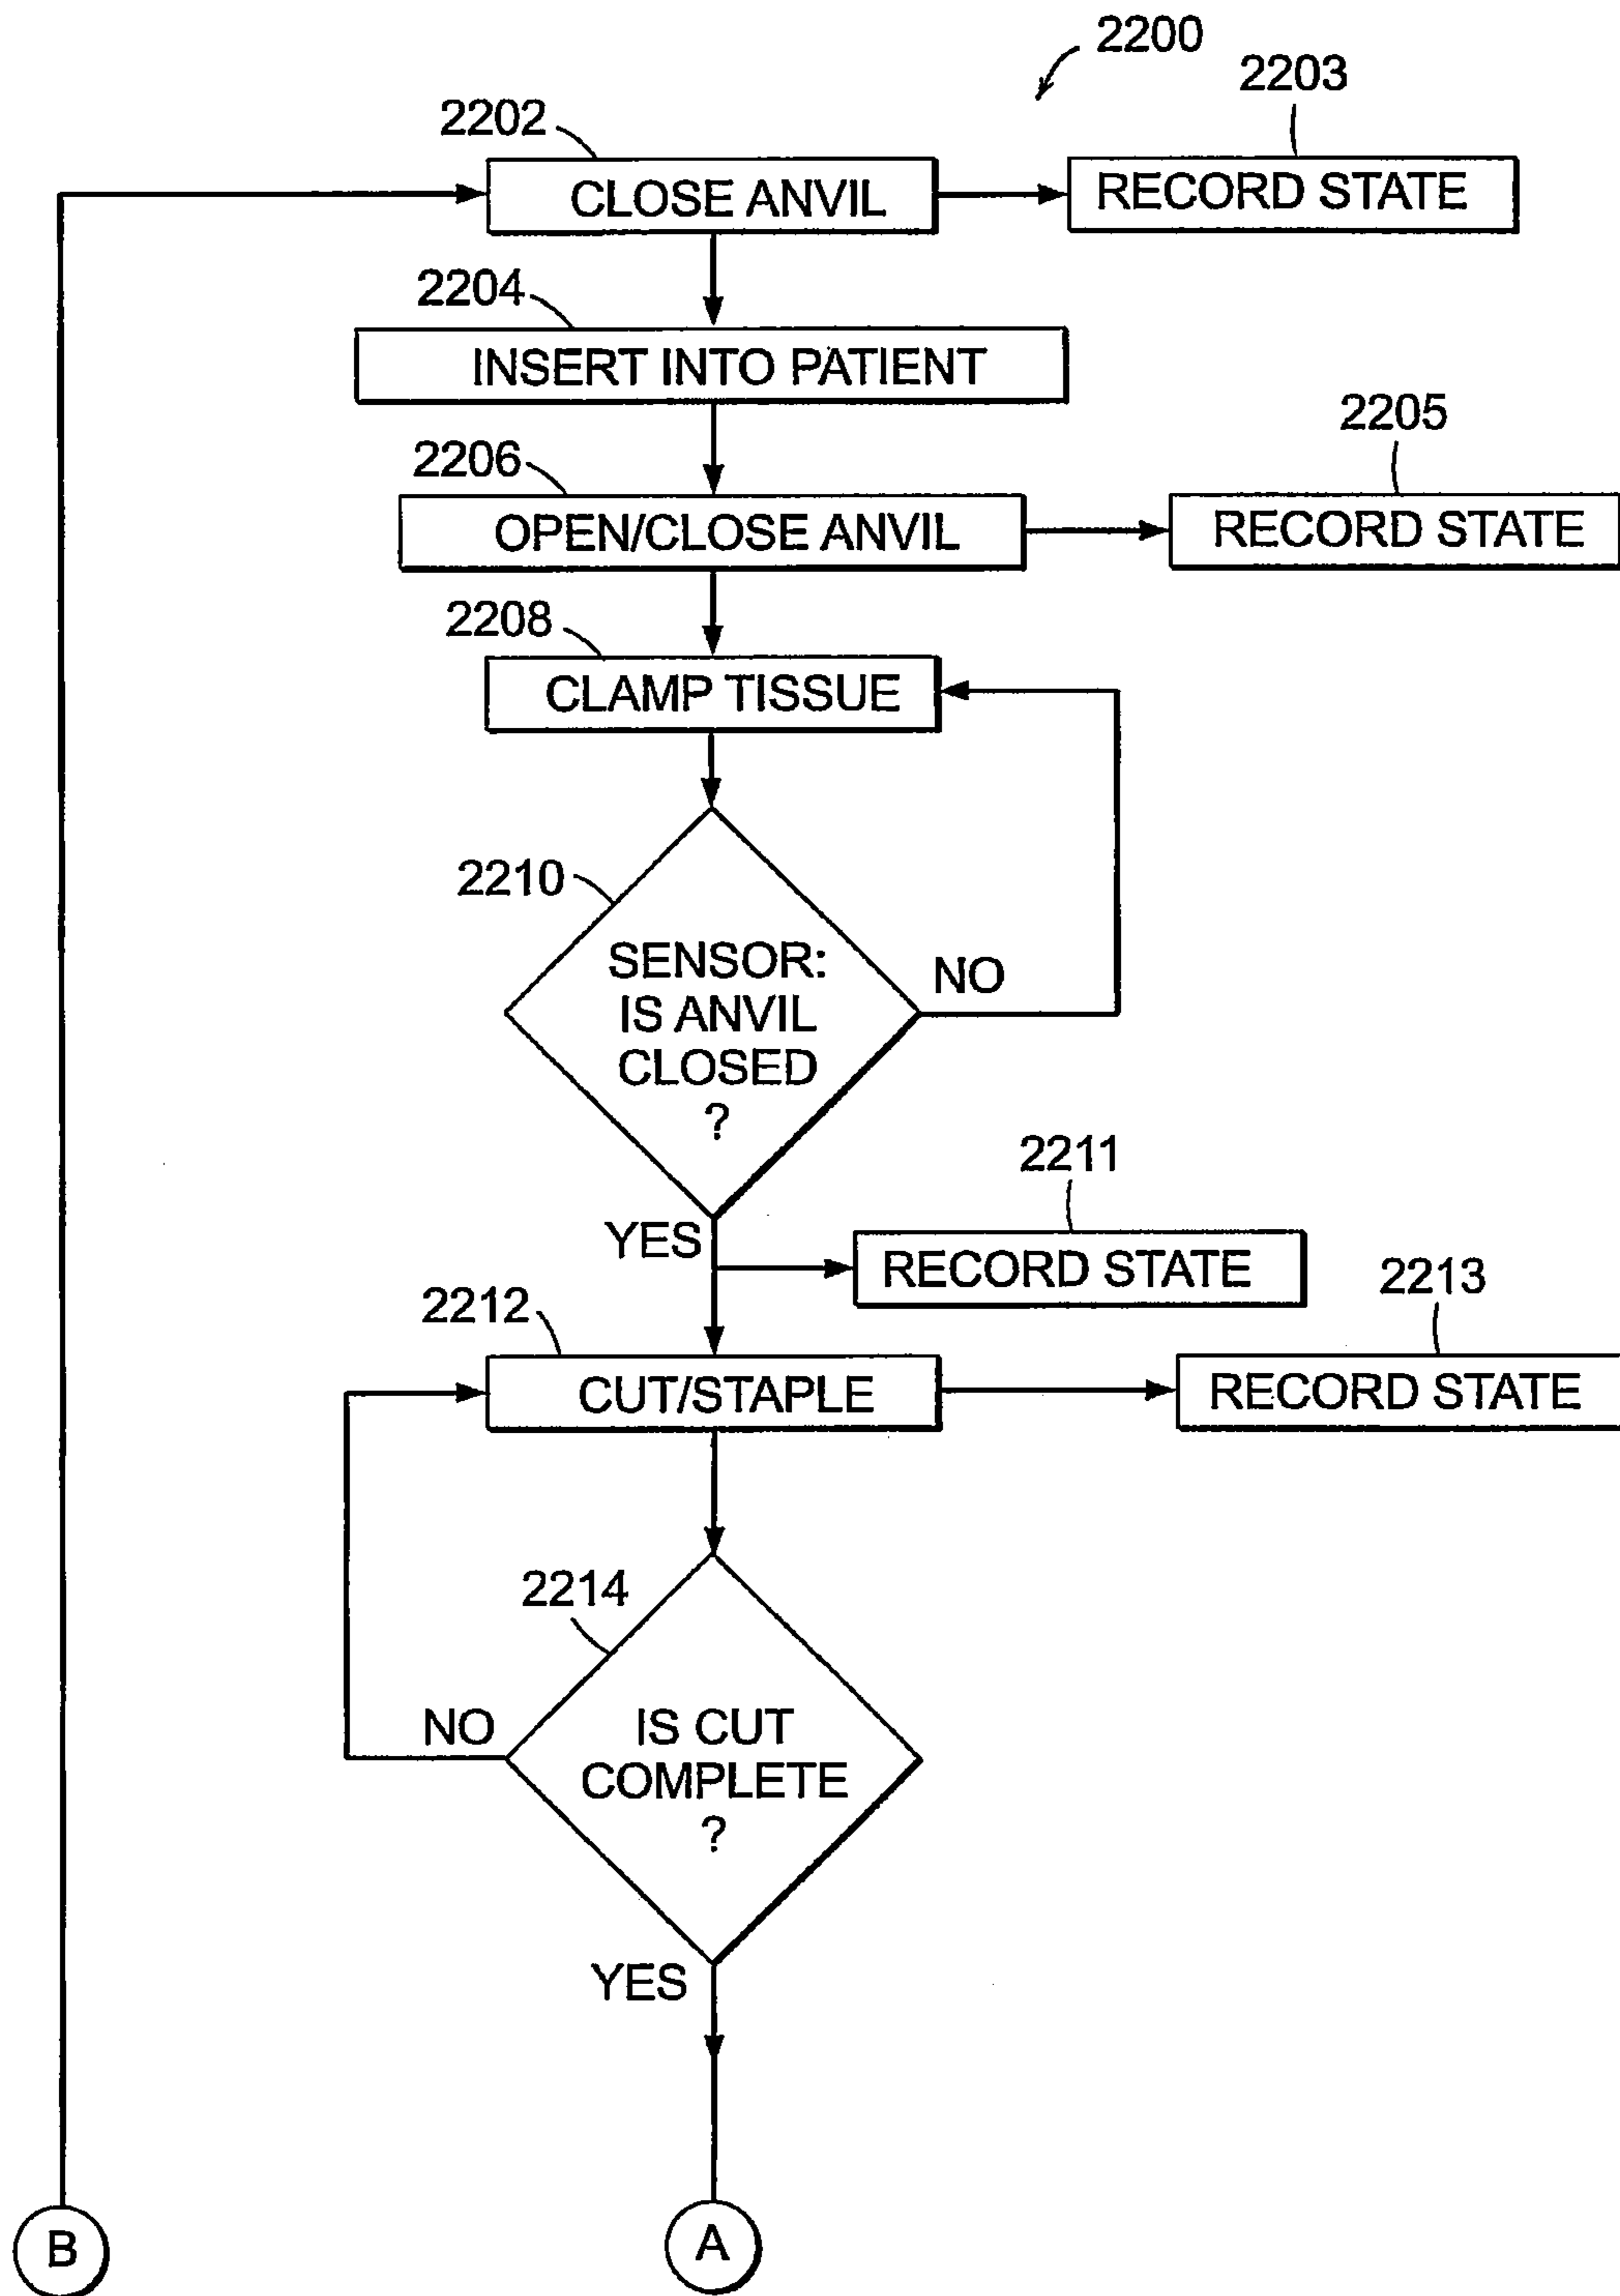 2200
2202
2203
CLOSE ANVIL
RECORD STATE
2204
INSERT INTO PATIENT
2205
2206
OPEN/CLOSE ANVIL
RECORD STATE
2208
CLAMP TISSUE
2210
SENSOR:
IS ANVIL
CLOSED
?
NO
YES
2211
RECORD STATE
2212
2213
CUT/STAPLE
RECORD STATE
2214
NO
IS CUT
COMPLETE
?
YES
B
A